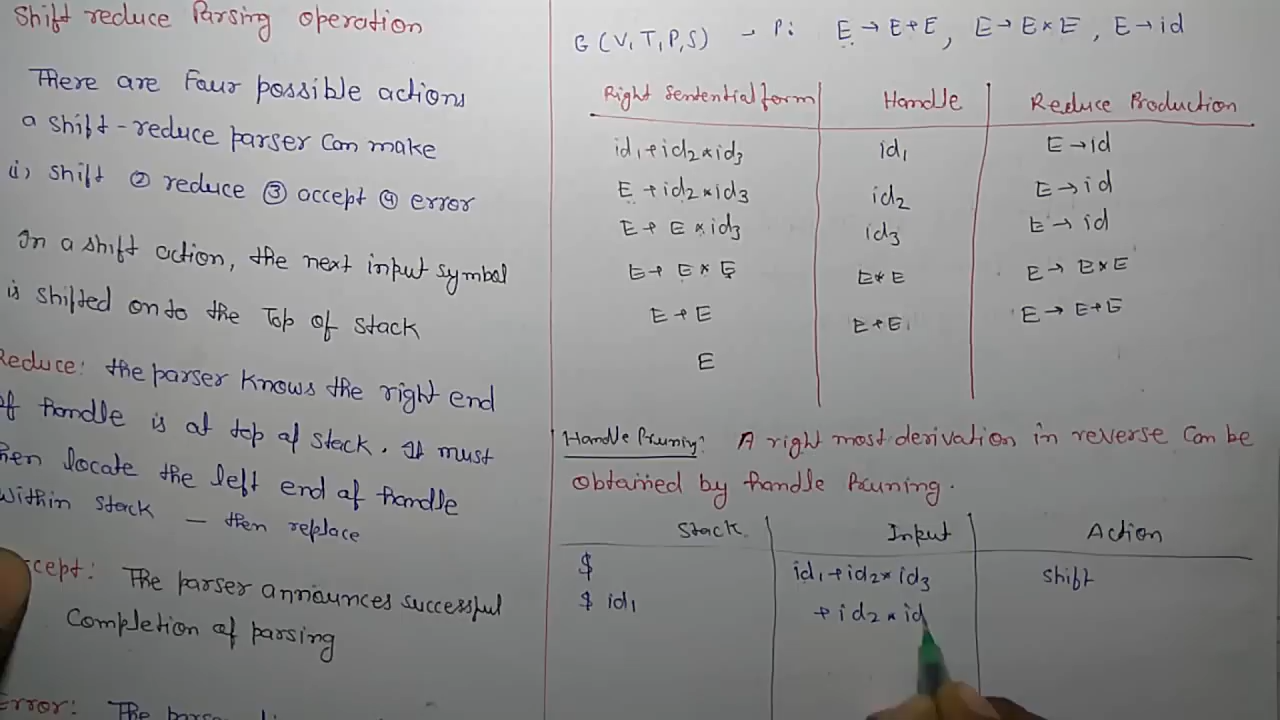 Shift reduce Parsing operation
There are Four possible actions
a shift-reduce parser can make
(i) shift ② reduce ③ accept ④ error
In a shift action, the next input symbol
is shifted onto the Top of stack
Reduce: the parser knows the right end
of handle is at top of stack. It must
then locate the left end of handle
within stack — then replace
ccept: The parser announces successful
Completion of parsing
Error: The
G(V,T,P,S) → P: E → E+E, E → E*E, E → id
Right Sentential form Handle Reduce Production
id1+id2*id3 id1 E → id
E +id2*id3 id2 E → id
E + E *id3 id3 E → id
E + E * E E*E E → E*E
E + E E+E E → E+E
E
Handle Pruning: A right most derivation in reverse can be
obtained by handle Pruning.
Stack Input Action
$ id1+id2*id3 shift
$ id1 +id2*id